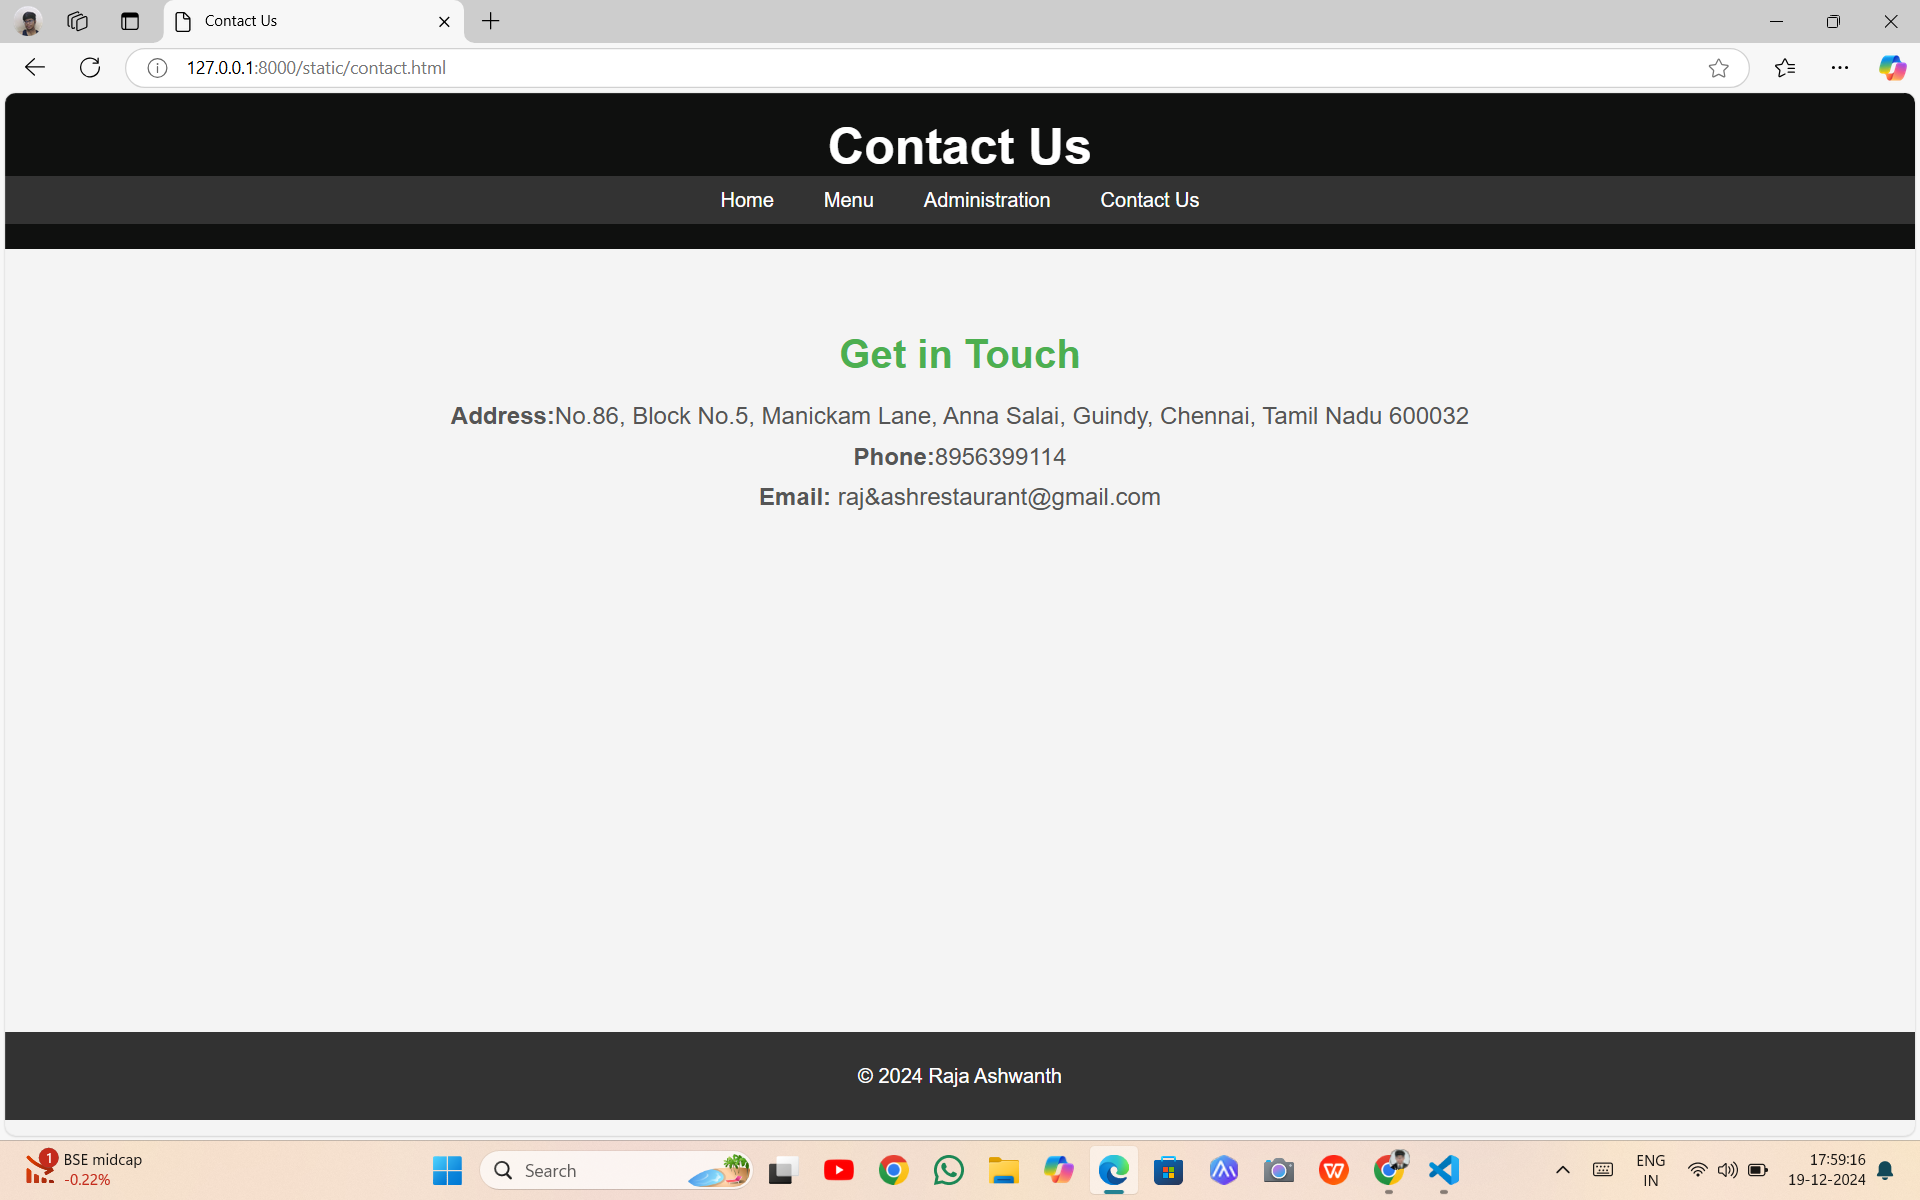 Contact Us
127.0.0.1:8000/static/contact.html
Contact Us
Home Menu Administration Contact Us
Get in Touch
Address:No.86, Block No.5, Manickam Lane, Anna Salai, Guindy, Chennai, Tamil Nadu 600032
Phone:8956399114
Email: raj&ashrestaurant@gmail.com
© 2024 Raja Ashwanth
1
BSE midcap
-0.22%
Search
ENG
IN
17:59:16
19-12-2024